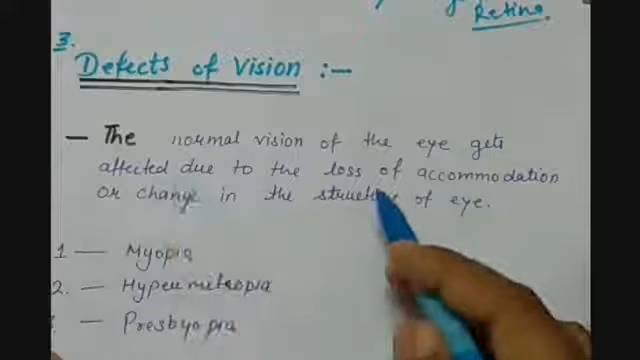 Retina
3.
Defects of Vision :-
— The normal vision of the eye gets
affected due to the loss of accommodation
or change in the structure of eye.
1 — Myopia
2. — Hypermiteopia
— Presbyopia